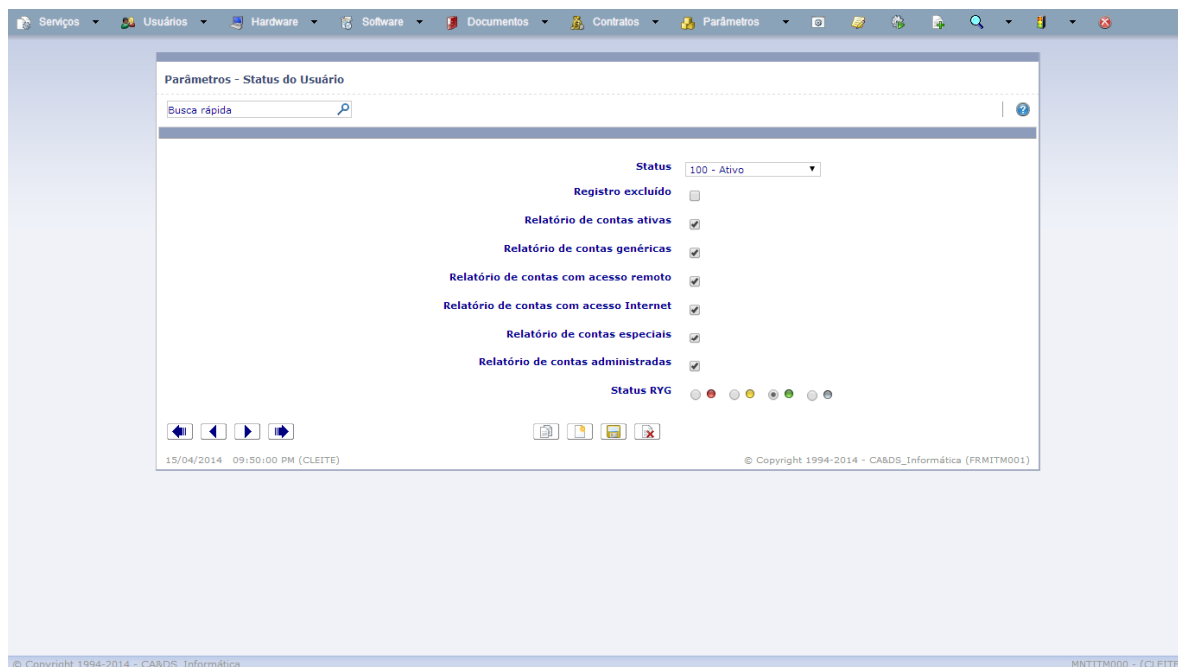 Serviços Usuários Hardware Software Documentos Contratos Parâmetros
Parâmetros - Status do Usuário
Busca rápida
Status 100 - Ativo
Registro excluído
Relatório de contas ativas
Relatório de contas genéricas
Relatório de contas com acesso remoto
Relatório de contas com acesso Internet
Relatório de contas especiais
Relatório de contas administradas
Status RYG
15/04/2014 09:50:00 PM (CLEITE) © Copyright 1994-2014 - CA&DS_Informática (FRMITM001)
© Copyright 1994-2014 - CA&DS_Informática MNTITM000 - (CLEITE